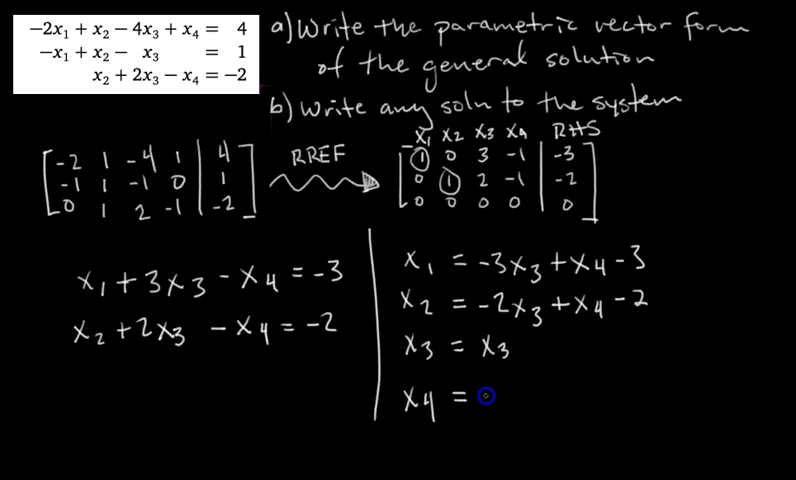 -2x₁ + x₂ - 4x₃ + x₄ = 4
-x₁ + x₂ - x₃ = 1
x₂ + 2x₃ - x₄ = -2
a) Write the parametric vector form
of the general solution
b) Write any soln to the system
x₁ x₂ x₃ x₄ RHS
-2 1 -4 1 | 4
-1 1 -1 0 | 1
0 1 2 -1 | -2
RREF
1 0 3 -1 | -3
0 1 2 -1 | -2
0 0 0 0 | 0
x₁ + 3x₃ - x₄ = -3
x₂ + 2x₃ - x₄ = -2
x₁ = -3x₃ + x₄ - 3
x₂ = -2x₃ + x₄ - 2
x₃ = x₃
x₄ =